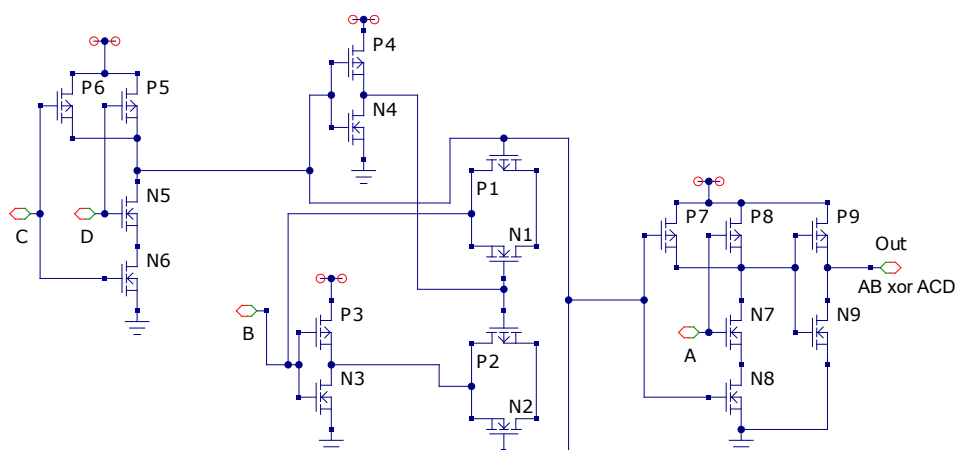 P4
P6 P5
N4
P1
N5
P7 P8 P9
C D
N1 Out
N6
AB xor ACD
P3
B
N7 N9
A
P2
N3
N8
N2